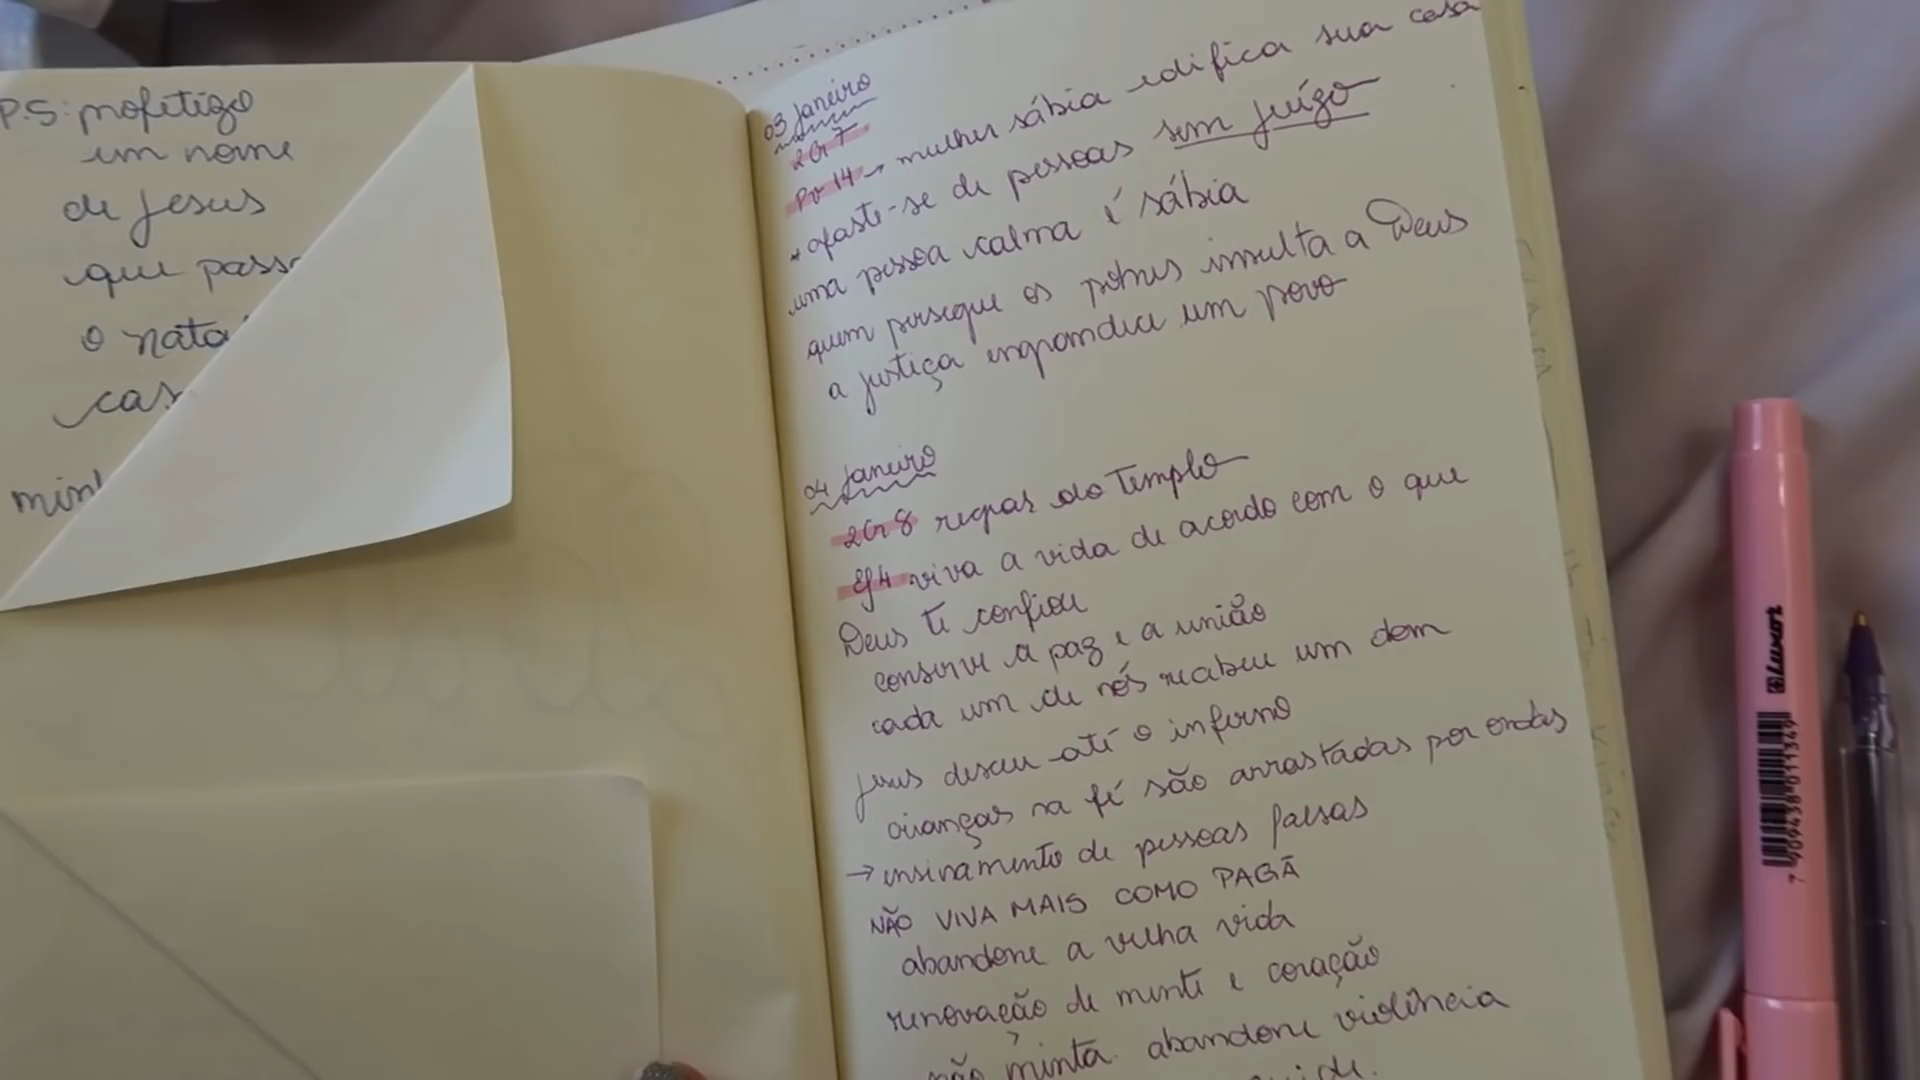 P.S: profetizo
em nome
de Jesus
que pass
o nata
cas
minh
03 Janeiro
2Cr 7
Pv 14 → mulher sábia edifica sua casa
* afaste-se de pessoas sem juízo
uma pessoa calma é sábia
quem persegue os pobres insulta a Deus
a justiça engrandece um povo
04 Janeiro
2Cr 8 regras do Templo
Ef 4 viva a vida de acordo com o que
Deus te confiou
conserve a paz e a união
cada um de nós recebeu um dom
Jesus desceu até o inferno
crianças na fé são arrastadas por ondas
→ ensinamento de pessoas falsas
NÃO VIVA MAIS COMO PAGÃ
abandone a velha vida
renovação de mente e coração
não minta. abandone violência
Luxor
7 909438 011349